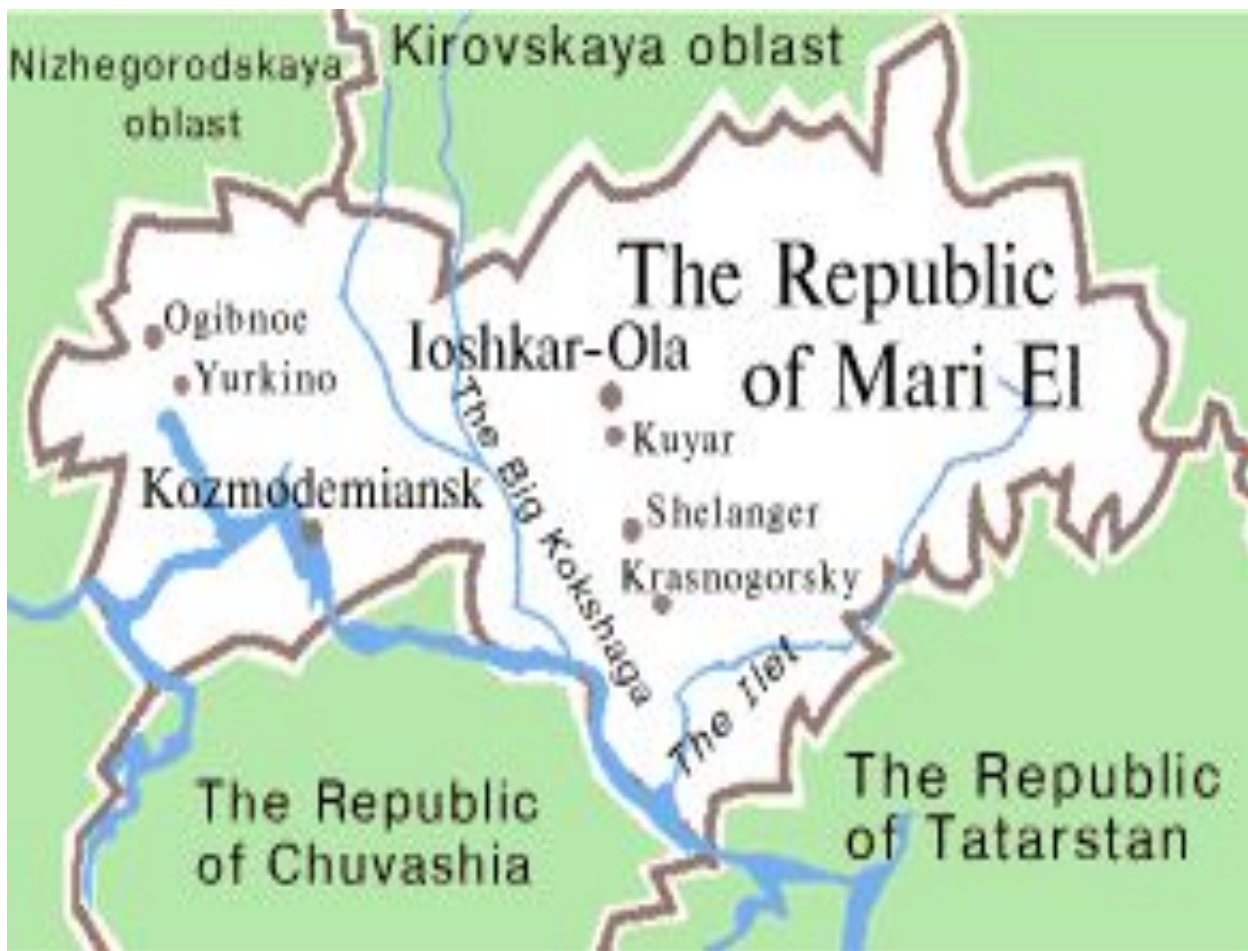 Nizhegorodskaya
oblast
Kirovskaya oblast
The Republic
of Mari El
Ogibnoe
Yurkino
Ioshkar-Ola
Kuyar
Kozmodemiansk
Shelanger
Krasnogorsky
The Big Kokshaga
The Ilet
The Republic
of Chuvashia
The Republic
of Tatarstan